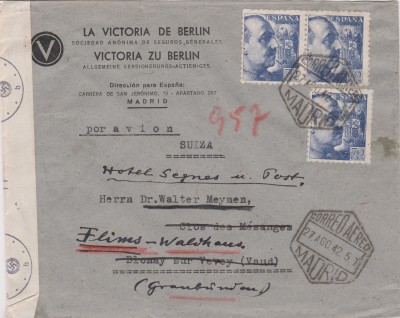 V
LA VICTORIA DE BERLIN
SOCIEDAD ANÓNIMA DE SEGUROS GENERALES
VICTORIA ZU BERLIN
ALLGEMEINE VERSICHERUNGS-ACTIEN-GES.
Dirección para España:
CARRERA DE SAN JERÓNIMO, 19 - APARTADO 297
MADRID
ESPAÑA
ESPAÑA
ESPAÑA
MADRID
por avion
957
SUIZA
Hotel Segnes u. Post,
Herrn Dr. Walter Meynen,
Clos des Mésanges
Flims-Waldhaus
Blonay sur Vevey (Vaud)
(Graubünden)
CORREO AEREO
27 AGO 42
MADRID